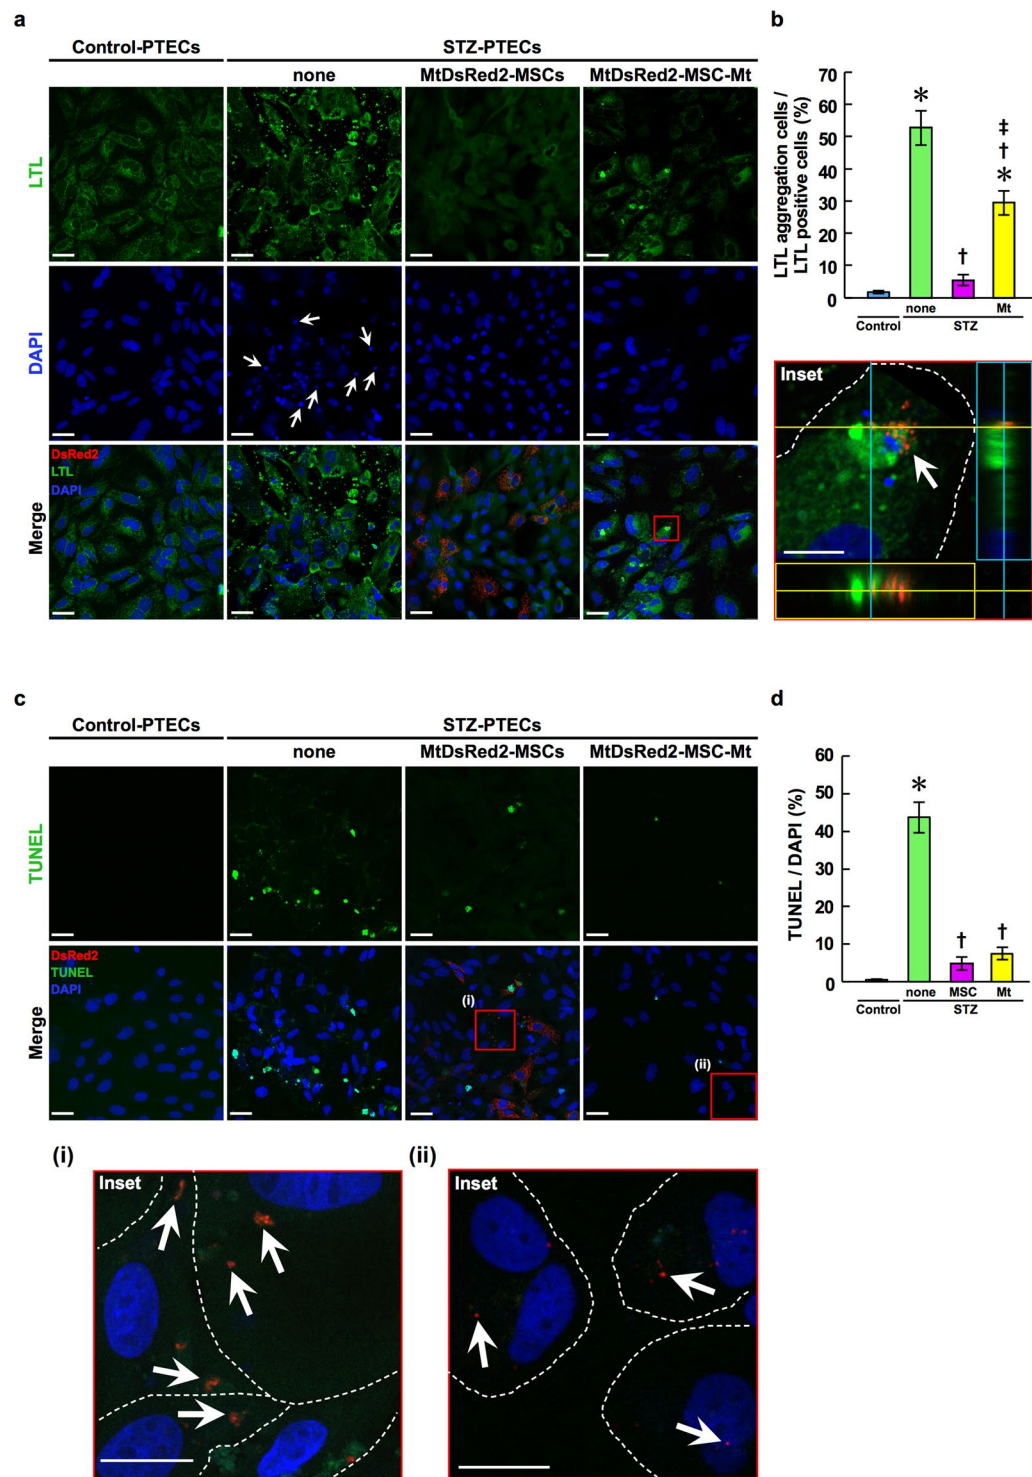 a
Control-PTECs
STZ-PTECs
none
MtDsRed2-MSCs
MtDsRed2-MSC-Mt
LTL
DAPI
Merge
DsRed2
LTL
DAPI
b
LTL aggregation cells /
LTL positive cells (%)
70
60
50
40
30
20
10
0
*
†
‡
†
*
none
Mt
Control
STZ
Inset
c
Control-PTECs
STZ-PTECs
none
MtDsRed2-MSCs
MtDsRed2-MSC-Mt
TUNEL
Merge
DsRed2
TUNEL
DAPI
(i)
(ii)
d
TUNEL / DAPI (%)
60
50
40
30
20
10
0
*
†
†
none
MSC
Mt
Control
STZ
(i)
Inset
(ii)
Inset